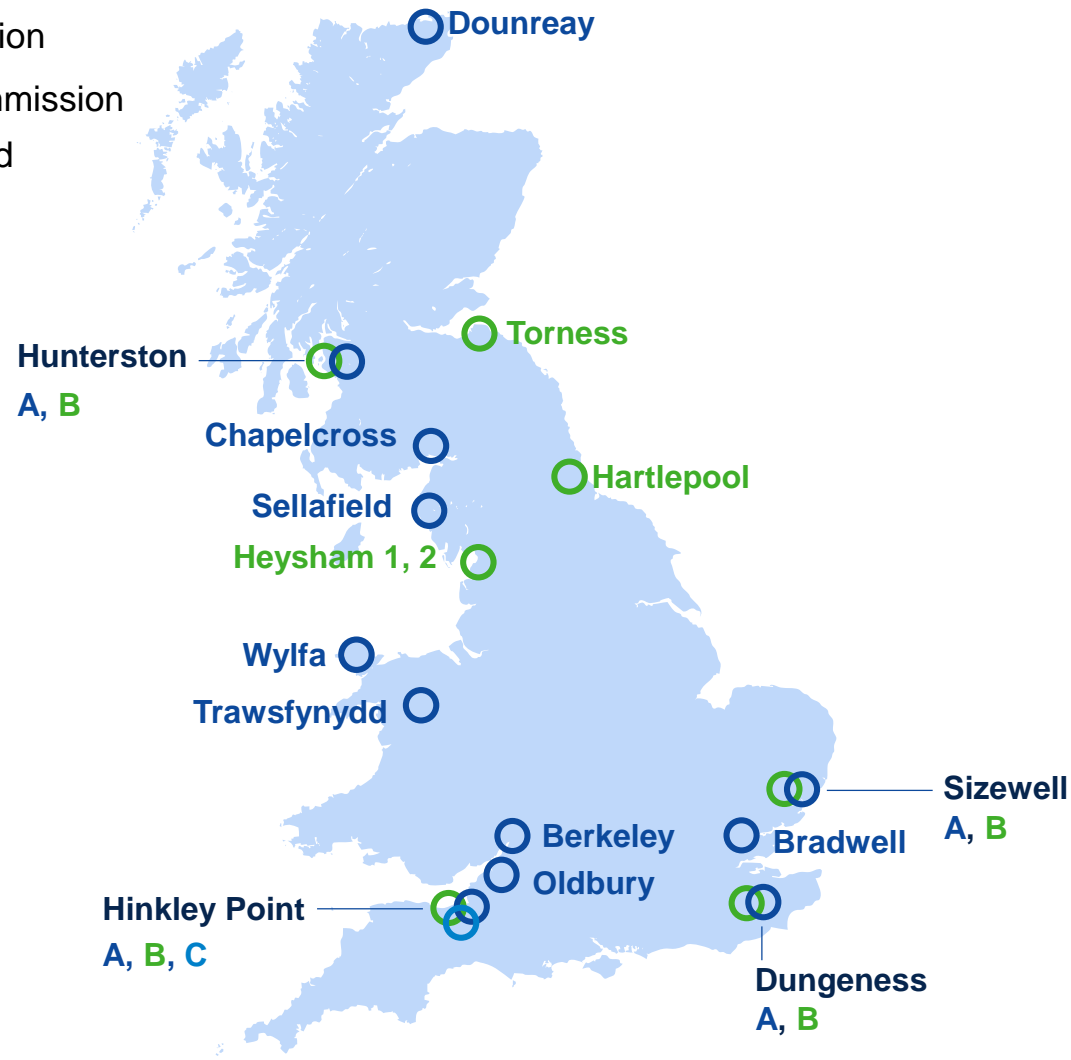 ion
mission
d
Dounreay
Torness
Hunterston
A, B
Chapelcross
Hartlepool
Sellafield
Heysham 1, 2
Wylfa
Trawsfynydd
Sizewell
A, B
Berkeley
Bradwell
Oldbury
Hinkley Point
A, B, C
Dungeness
A, B